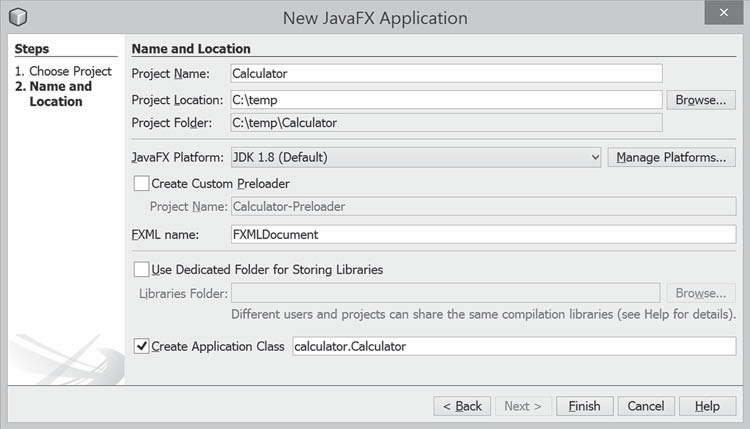 New JavaFX Application
Steps
1. Choose Project
2. Name and
Location
Name and Location
Project Name: Calculator
Project Location: C:\temp Browse...
Project Folder: C:\temp\Calculator
JavaFX Platform: JDK 1.8 (Default) Manage Platforms...
Create Custom Preloader
Project Name: Calculator-Preloader
FXML name: FXMLDocument
Use Dedicated Folder for Storing Libraries
Libraries Folder: Browse...
Different users and projects can share the same compilation libraries (see Help for details).
Create Application Class calculator.Calculator
< Back Next > Finish Cancel Help